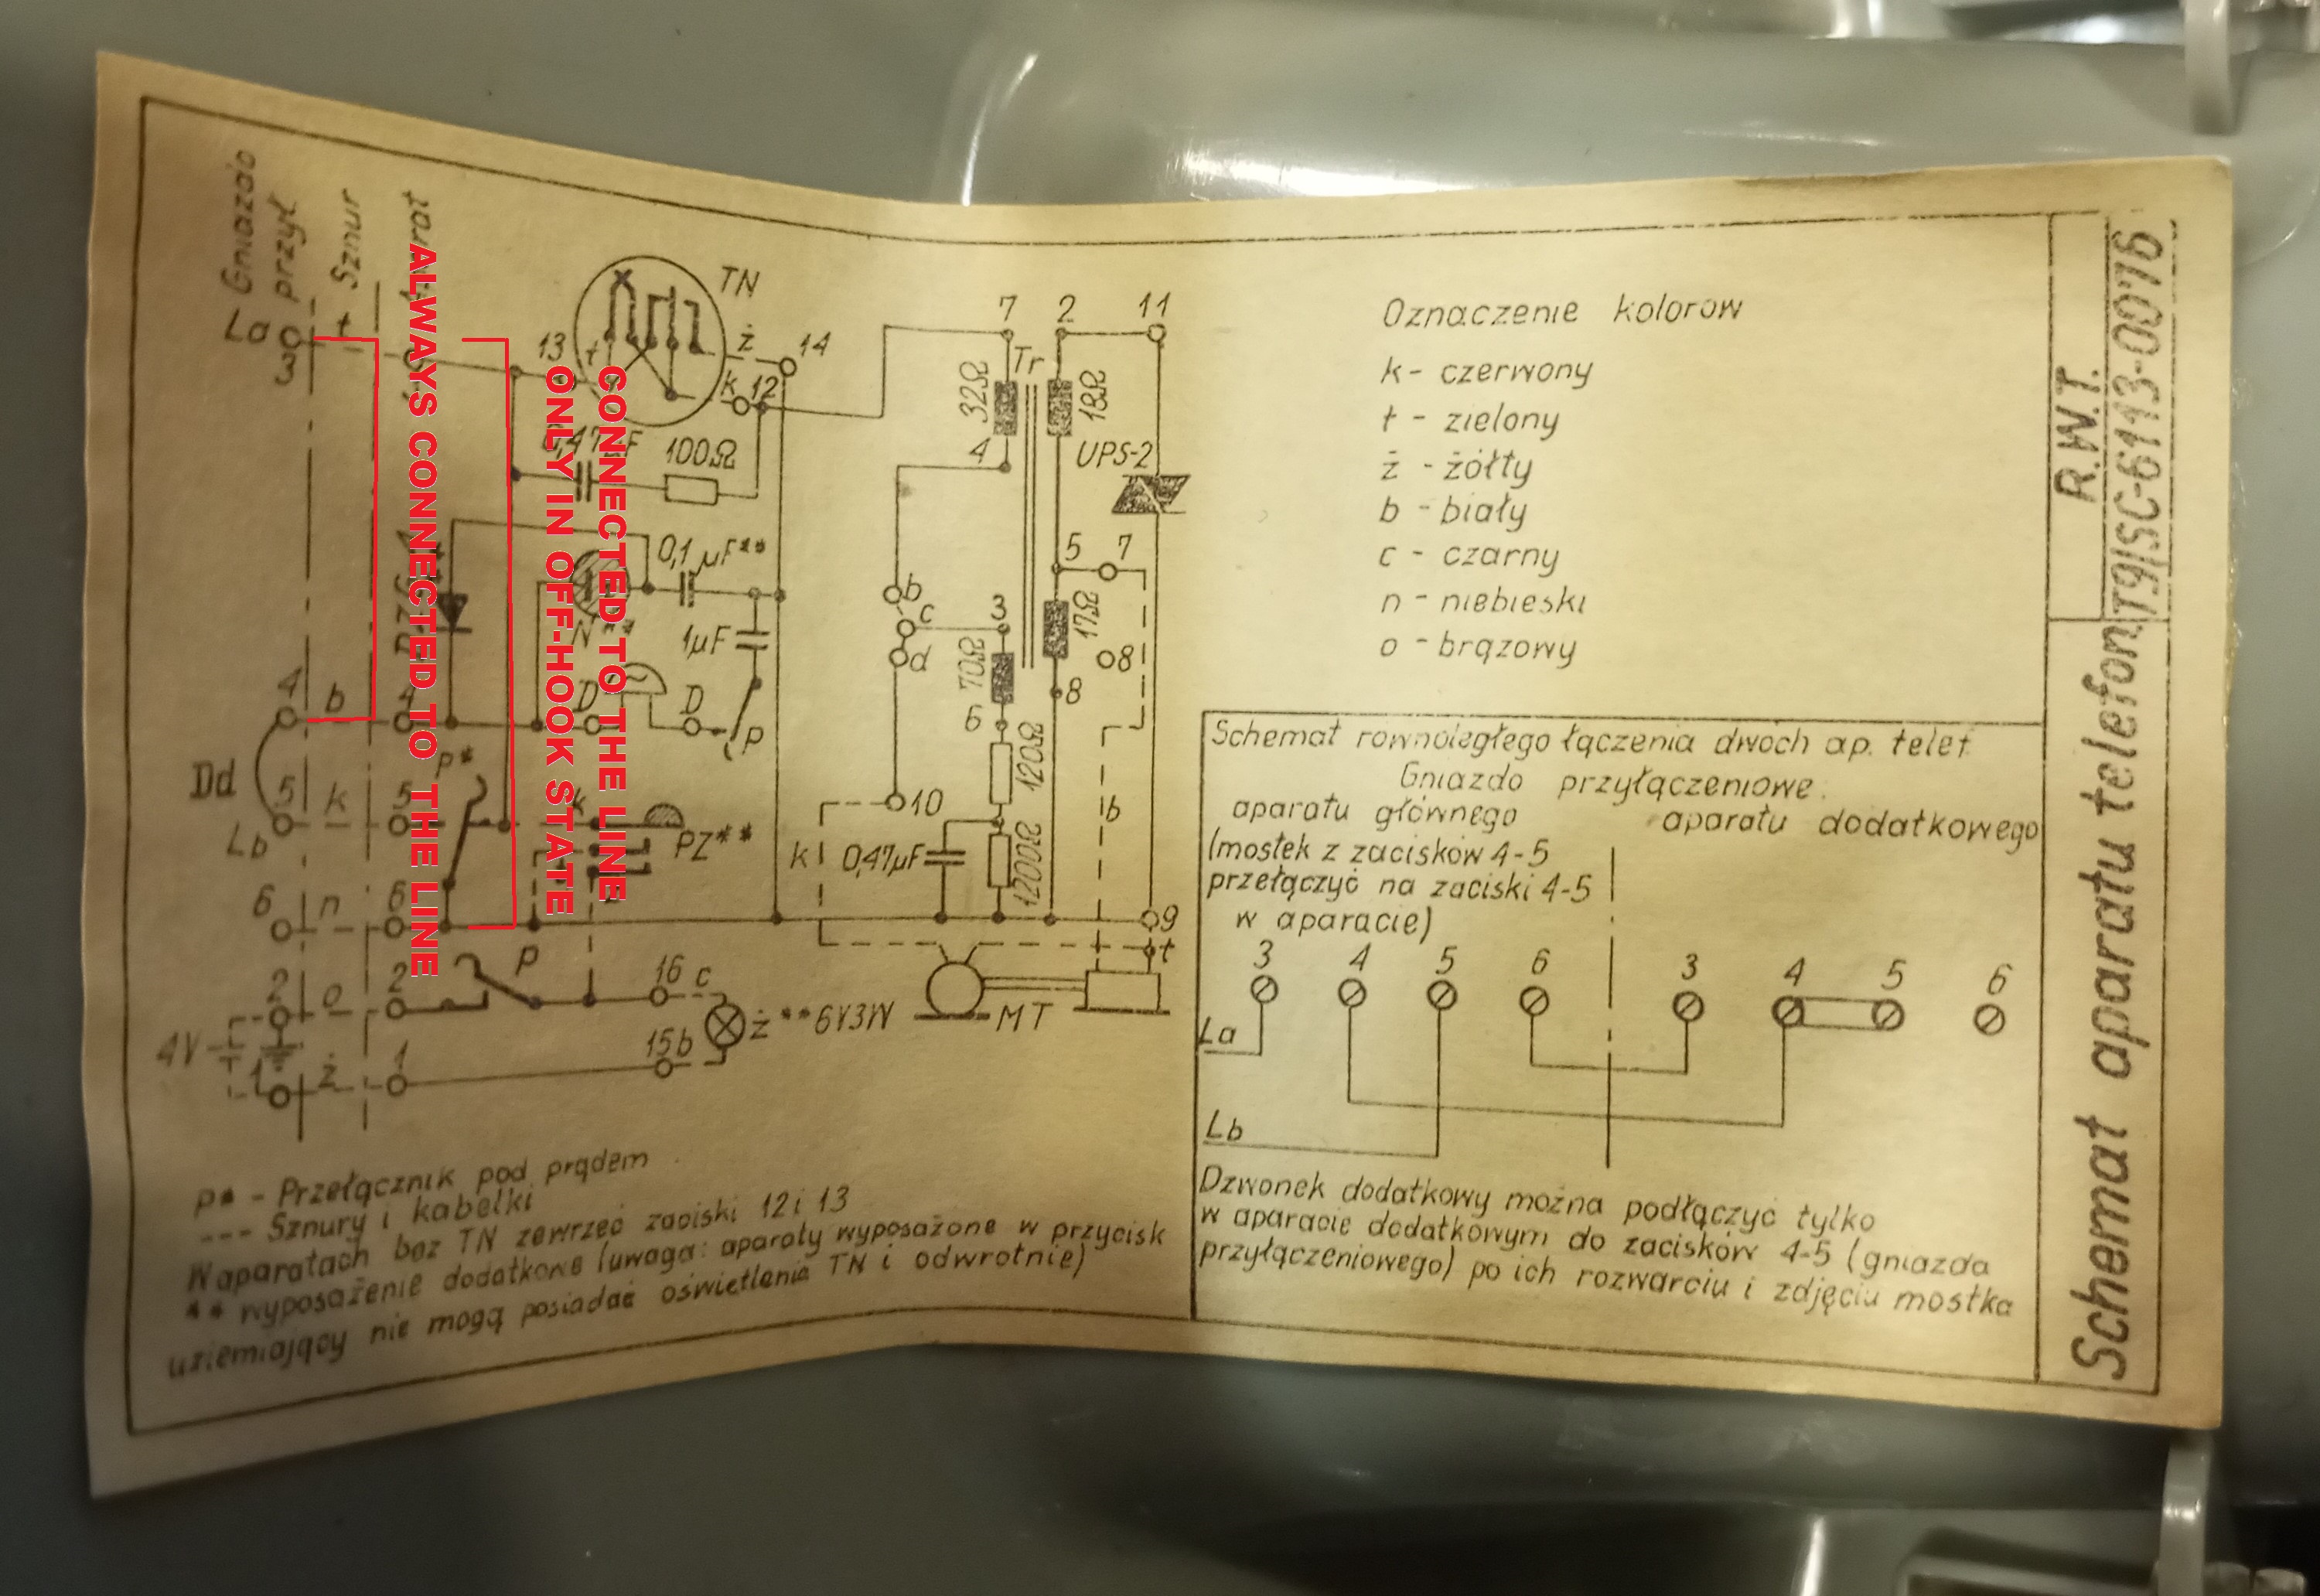 Gniazdo
przył.
Sznur
ALWAYS CONNECTED TO THE LINE
CONNECTED TO THE LINE
ONLY IN OFF-HOOK STATE
La
3
t
13
t
TN
ż
14
k
12
100Ω
0,1 µF**
1µF
D
D
p
4
b
4
Dd
5
k
5
Lb
p*
k
PZ**
6
n
6
2
o
2
p
16 c
4V
1
ż
1
15 b
ż **6V3W
7
2
11
Tr
32Ω
18Ω
4
UPS-2
5
7
b
c
3
d
70Ω
17Ω
8
8
6
120Ω
10
k
0,47µF
1200Ω
b
9
t
MT
p* - Przełącznik pod prądem
--- Sznury i kabelki
W aparatach bez TN zewrzeć zaciski 12 i 13
** wyposażenie dodatkowe (uwaga: aparaty wyposażone w przycisk
uziemiający nie mogą posiadać oświetlenia TN i odwrotnie)
Oznaczenie kolorow
k - czerwony
t - zielony
ż - żółty
b - biały
c - czarny
n - niebieski
o - brązowy
Schemat rownoległego łączenia dwoch ap. telef.
Gniazdo przyłączeniowe.
aparatu głównego
aparatu dodatkowego
(mostek z zacisków 4-5
przełączyć na zaciski 4-5
w aparacie)
3 4 5 6 3 4 5 6
La
Lb
Dzwonek dodatkowy można podłączyć tylko
w aparacie dodatkowym do zacisków 4-5 (gniazda
przyłączeniowego) po ich rozwarciu i zdjęciu mostka
R.W.T.
T9/SC-6113-0076
Schemat aparatu telefon.